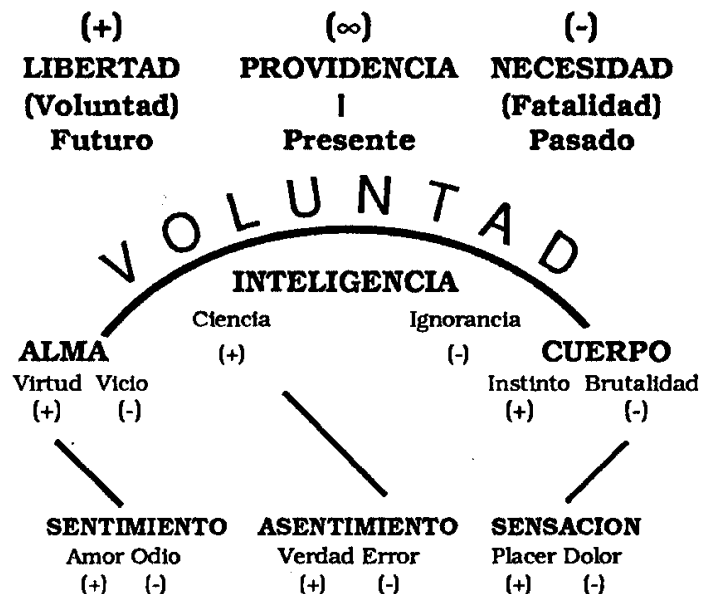 (+) (∞) (-)
LIBERTAD PROVIDENCIA NECESIDAD
(Voluntad) | (Fatalidad)
Futuro Presente Pasado
VOLUNTAD
INTELIGENCIA
Ciencia Ignorancia
ALMA (+) (-) CUERPO
Virtud Vicio Instinto Brutalidad
(+) (-) (+) (-)
SENTIMIENTO ASENTIMIENTO SENSACION
Amor Odio Verdad Error Placer Dolor
(+) (-) (+) (-) (+) (-)